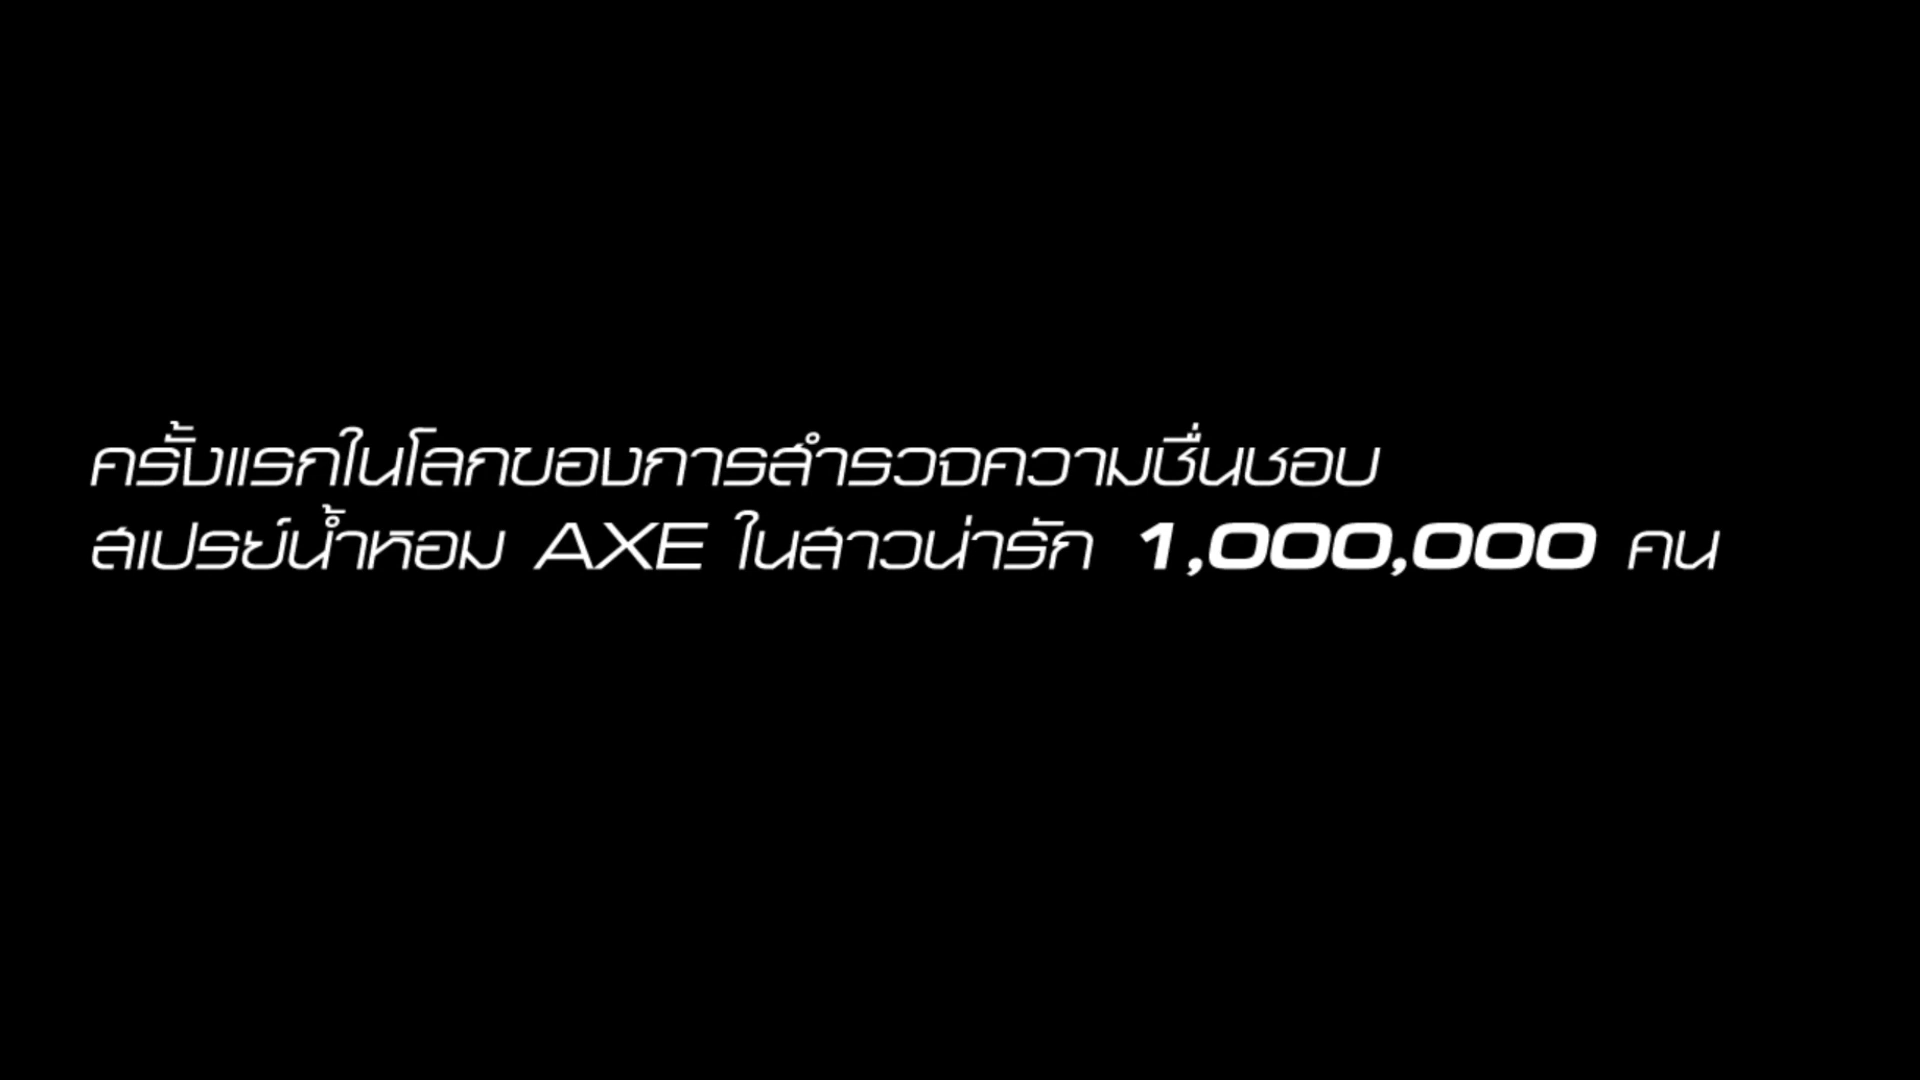 ครั้งแรกในโลกของการสำรวจความชื่นชอบ
สเปรย์น้ำหอม AXE ในสาวน่ารัก 1,000,000 คน